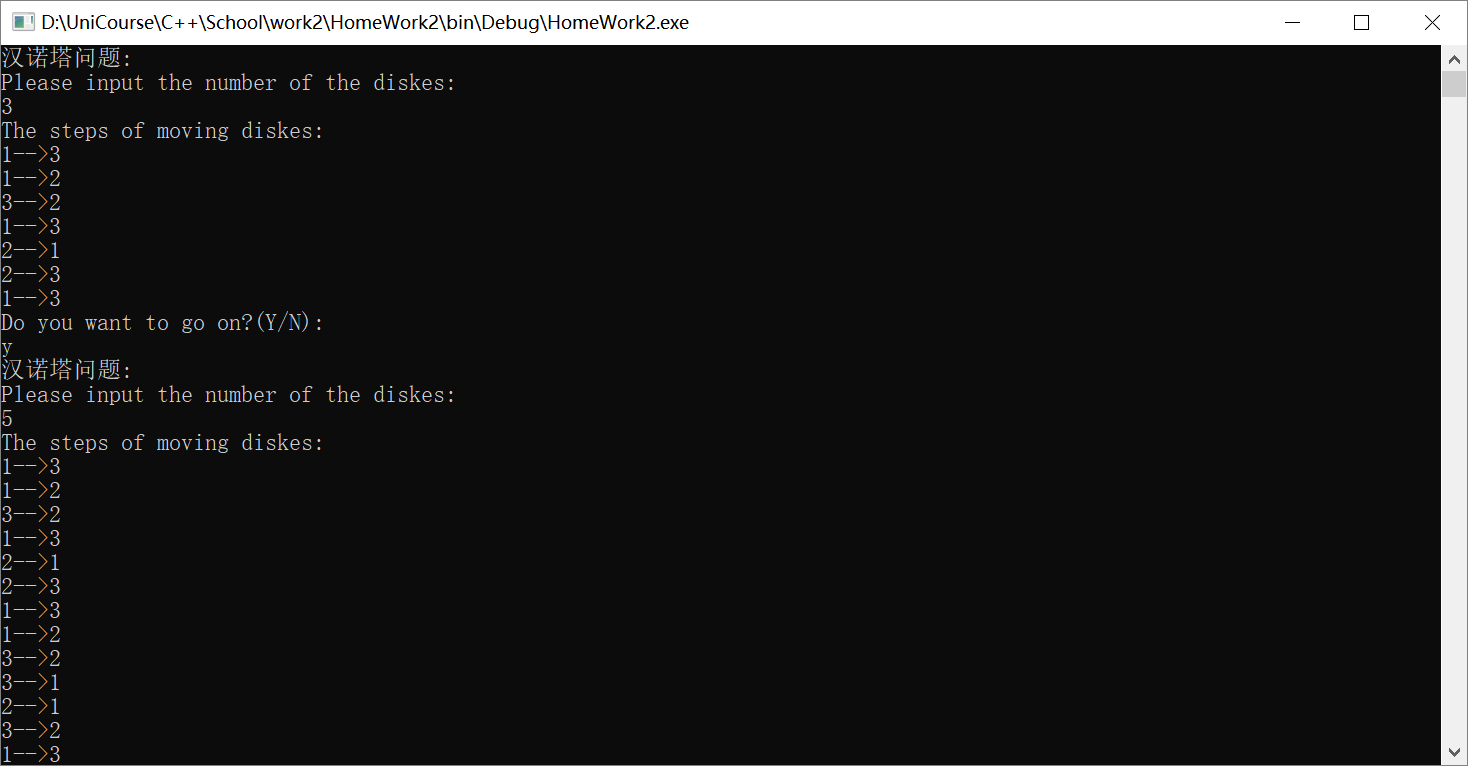 D:\UniCourse\C++\School\work2\HomeWork2\bin\Debug\HomeWork2.exe
汉诺塔问题:
Please input the number of the diskes:
3
The steps of moving diskes:
1-->3
1-->2
3-->2
1-->3
2-->1
2-->3
1-->3
Do you want to go on?(Y/N):
y
汉诺塔问题:
Please input the number of the diskes:
5
The steps of moving diskes:
1-->3
1-->2
3-->2
1-->3
2-->1
2-->3
1-->3
1-->2
3-->2
3-->1
2-->1
3-->2
1-->3